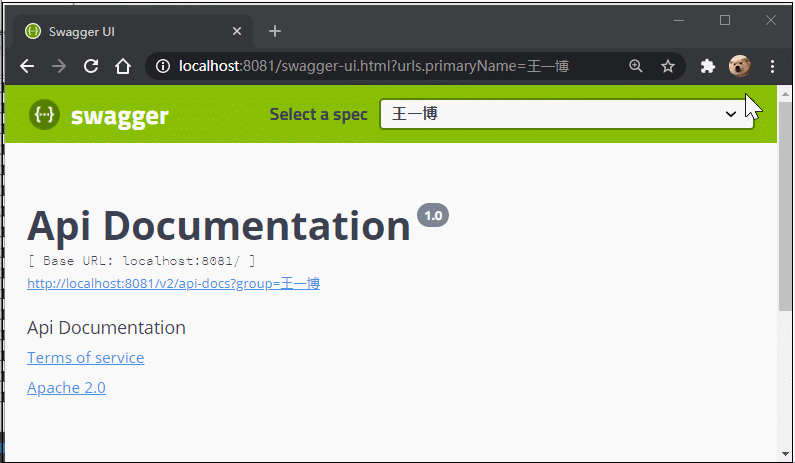 Swagger UI
localhost:8081/swagger-ui.html?urls.primaryName=王一博
{···} swagger
Select a spec
王一博
Api Documentation 1.0
[ Base URL: localhost:8081/ ]
http://localhost:8081/v2/api-docs?group=王一博
Api Documentation
Terms of service
Apache 2.0